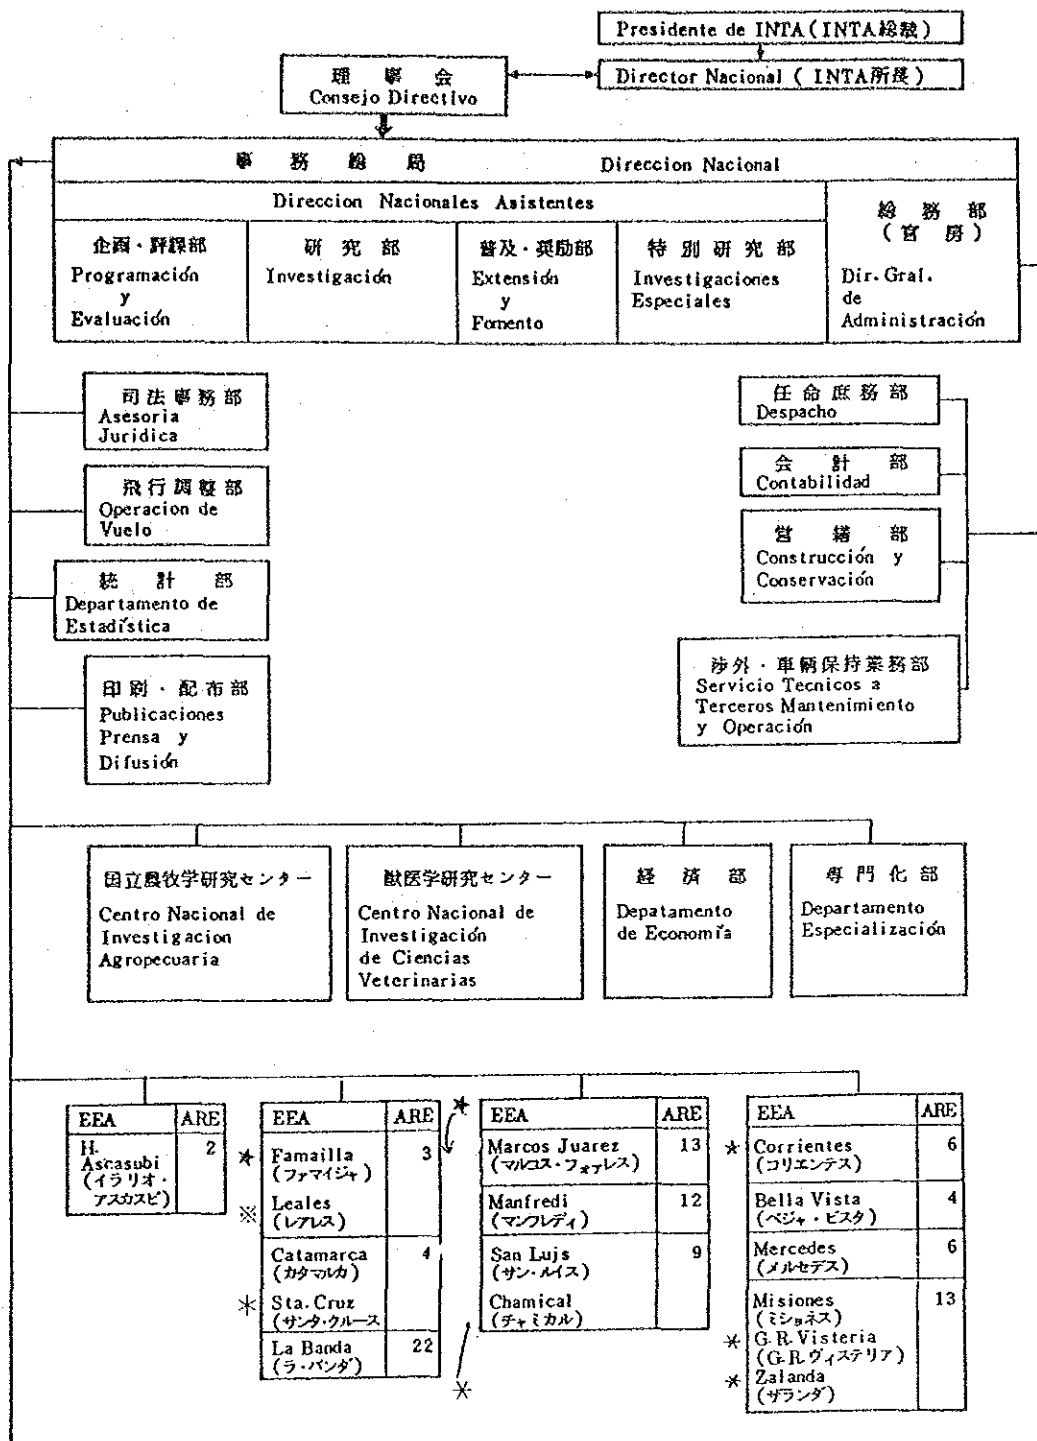 Presidente de INTA(INTA総裁)
Director Nacional ( INTA所長)
理 事 会
Consejo Directivo
事 務 総 局 Direccion Nacional
Direccion Nacionales Asistentes
総 務 部
(官 房)
Dir. Gral.
de
Administración
企画・評課部
Programación
y
Evaluación
研 究 部
Investigación
普及・奨励部
Extensión
y
Fomento
特 別 研 究 部
Investigaciones
Especiales
司 法 事 務 部
Asesoria
Juridica
飛 行 調 整 部
Operacion de
Vuelo
統 計 部
Departamento de
Estadística
印 刷・配 布 部
Publicaciones
Prensa y
Difusión
任 命 庶 務 部
Despacho
会 計 部
Contabilidad
営 繕 部
Construcción y
Conservación
渉外・車輌保持業務部
Servicio Tecnicos a
Terceros Mantenimiento
y Operación
国立農牧学研究センター
Centro Nacional de
Investigacion
Agropecuaria
獣医学研究センター
Centro Nacional de
Investigación
de Ciencias
Veterinarias
経 済 部
Depatamento
de Economía
専 門 化 部
Departamento
Especialización
EEA ARE
H. 2
Ascasubi
(イラリオ・
アスカスビ)
EEA ARE
★ Famailla 3
(ファマイジャ)
※ Leales
(レアレス)
Catamarca 4
(カタマルカ)
* Sta. Cruz
(サンタ・クルース
La Banda 22
(ラ・バンダ)
★
EEA ARE
Marcos Juarez 13
(マルコス・フォアレス)
Manfredi 12
(マンフレディ)
San Lujs 9
(サン・ルイス)
Chamical
(チャミカル)
*
EEA ARE
* Corrientes 6
(コリエンテス)
Bella Vista 4
(ベジャ・ビスタ)
Mercedes 6
(メルセデス)
Misiones 13
(ミショネス)
* G.R.Visteria
(G.R.ヴィステリア)
* Zalanda
(ザランダ)